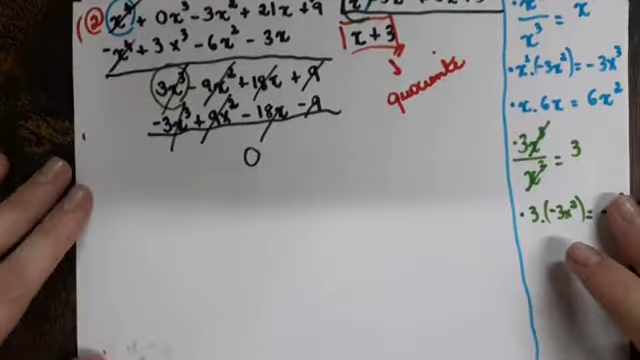 ② x⁴ + 0x³ - 3x² + 21x + 9
-x⁴ + 3x³ - 6x² - 3x
3x³ - 9x² + 18x + 9
-3x³ + 9x² - 18x - 9
0
x + 3
quociente
x³ = x
· x² · (-3x²) = -3x³
· x · 6x = 6x²
· 3x³
x³ = 3
· 3 · (-3x²) = -